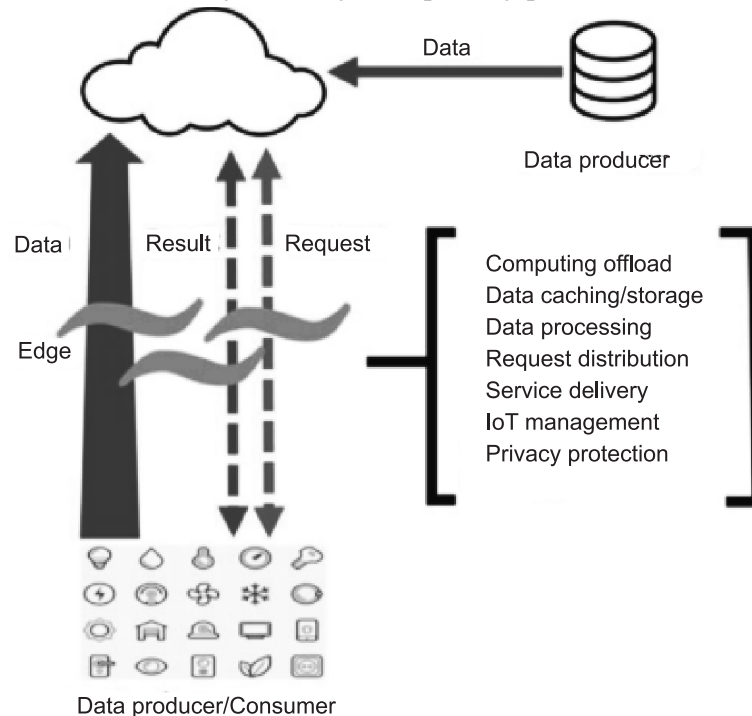 Data
Data producer
Data
Result
Request
Edge
Computing offload
Data caching/storage
Data processing
Request distribution
Service delivery
IoT management
Privacy protection
Data producer/Consumer